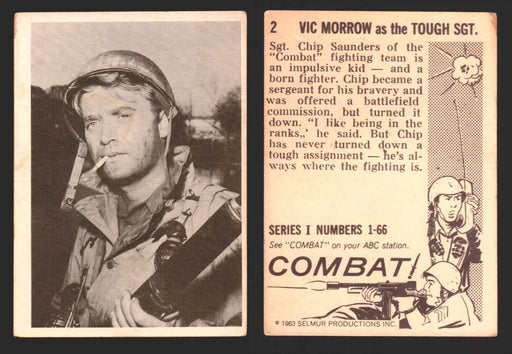 2 VIC MORROW as the TOUGH SGT.
Sgt. Chip Saunders of the
"Combat" fighting team is
an impulsive kid — and a
born fighter. Chip became a
sergeant for his bravery and
was offered a battlefield
commission, but turned it
down. "I like being in the
ranks,,' he said. But Chip
has never turned down a
tough assignment — he's al-
ways where the fighting is.
SERIES I NUMBERS 1-66
See "COMBAT" on your ABC station.
COMBAT!
© 1963 SELMUR PRODUCTIONS INC.